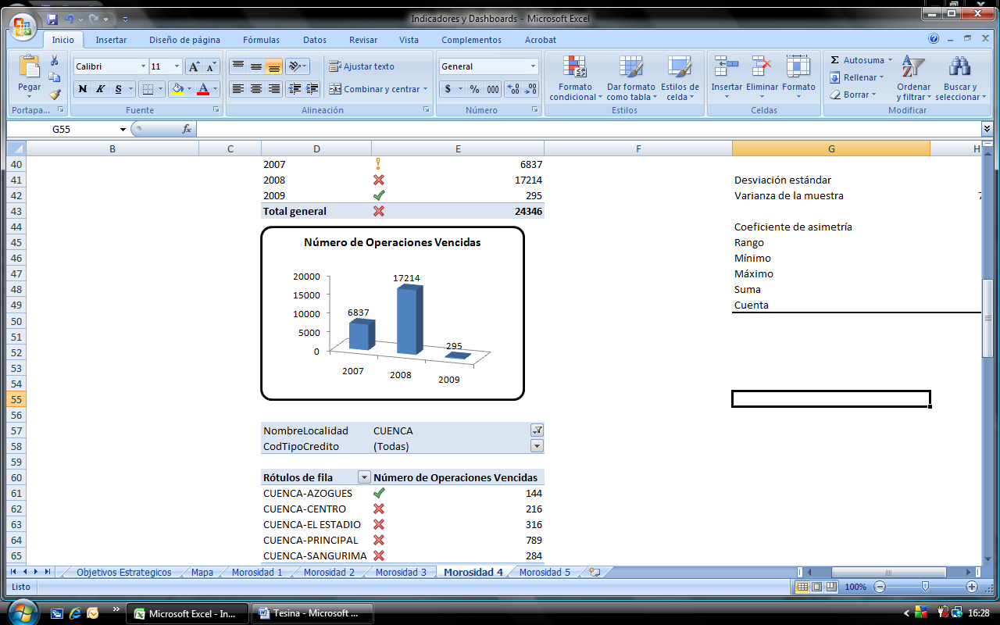 Indicadores y Dashboards - Microsoft Excel
Inicio Insertar Diseño de página Fórmulas Datos Revisar Vista Complementos Acrobat
Pegar
Portapa...
Calibri 11
N K S
Fuente
Ajustar texto
Combinar y centrar
Alineación
General
$ % 000
Número
Formato condicional
Dar formato como tabla
Estilos de celda
Estilos
Insertar Eliminar Formato
Celdas
Σ Autosuma
Rellenar
Borrar
Ordenar y filtrar
Buscar y seleccionar
Modificar
G55 fx
B C D E F G H
40 2007 6837
41 2008 17214 Desviación estándar
42 2009 295 Varianza de la muestra 7
43 Total general 24346
44 Coeficiente de asimetría
45 Rango
46 Mínimo
47 Máximo
48 Suma
49 Cuenta
50
51
52
53
54
55
56
Número de Operaciones Vencidas
20000
15000
10000
5000
0
6837
17214
295
2007
2008
2009
57 NombreLocalidad CUENCA
58 CodTipoCredito (Todas)
59
60 Rótulos de fila Número de Operaciones Vencidas
61 CUENCA-AZOGUES 144
62 CUENCA-CENTRO 216
63 CUENCA-EL ESTADIO 316
64 CUENCA-PRINCIPAL 789
65 CUENCA-SANGURIMA 284
Objetivos Estrategicos Mapa Morosidad 1 Morosidad 2 Morosidad 3 Morosidad 4 Morosidad 5
Listo 100%
Microsoft Excel - In... Tesina - Microsoft ... 16:28